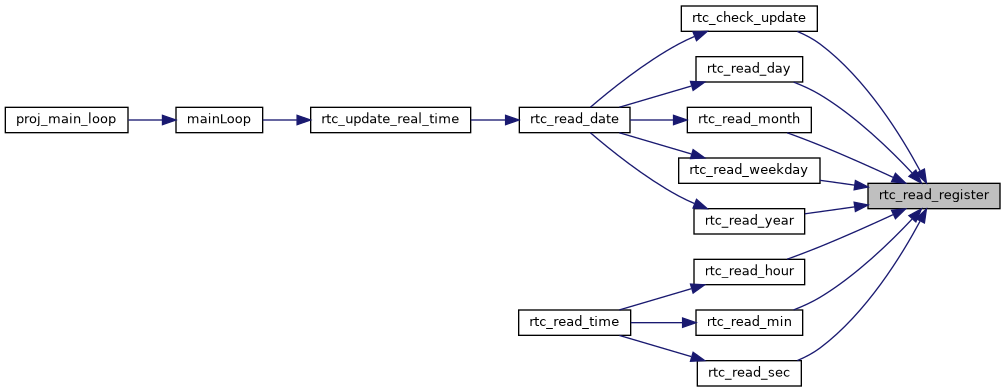 rtc_check_update
rtc_read_day
proj_main_loop
mainLoop
rtc_update_real_time
rtc_read_date
rtc_read_month
rtc_read_weekday
rtc_read_register
rtc_read_year
rtc_read_hour
rtc_read_time
rtc_read_min
rtc_read_sec